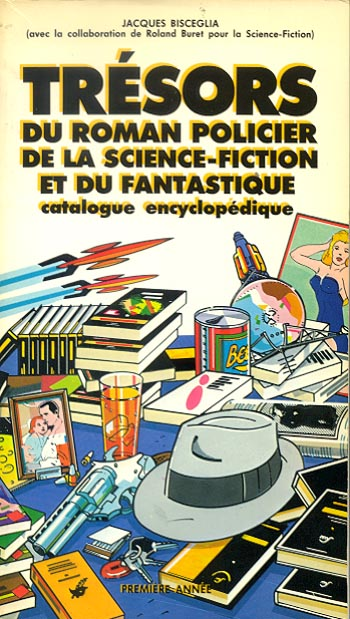 JACQUES BISCEGLIA
(avec la collaboration de Roland Buret pour la Science-Fiction)
TRÉSORS
DU ROMAN POLICIER
DE LA SCIENCE-FICTION
ET DU FANTASTIQUE
catalogue encyclopédique
PREMIÈRE ANNÉE